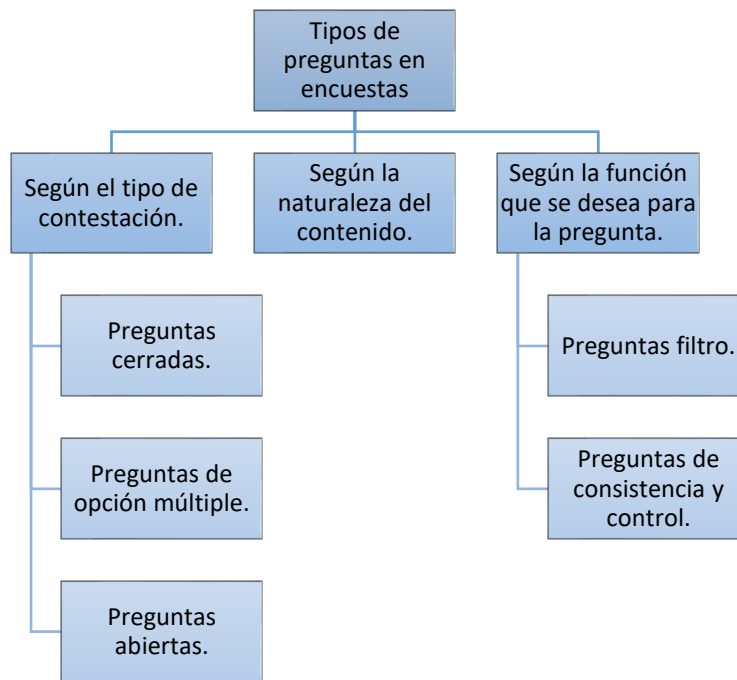 Tipos de
preguntas en
encuestas
Según el tipo de
contestación.
Según la
naturaleza del
contenido.
Según la función
que se desea para
la pregunta.
Preguntas
cerradas.
Preguntas de
opción múltiple.
Preguntas
abiertas.
Preguntas filtro.
Preguntas de
consistencia y
control.